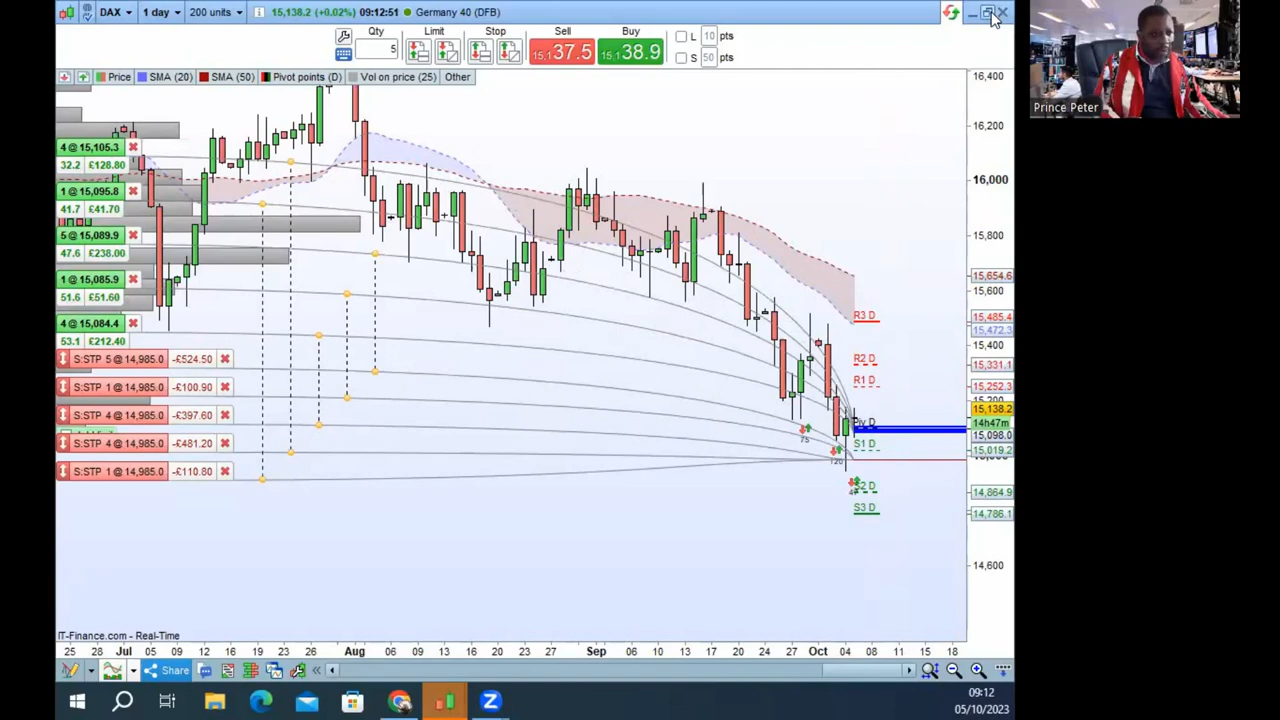 DAX 1 day 200 units 15,138.2 (+0.02%) 09:12:51 Germany 40 (DFB)
Qty Limit Stop Sell Buy L 10 pts
5 15,1 37.5 15,1 38.9 S 50 pts
Price SMA (20) SMA (50) Pivot points (D) Vol on price (25) Other
Prince Peter
16,400
16,200
16,000
15,800
15,654.6
15,600
15,485.4
15,472.3
15,400
15,331.1
15,252.3
15,200
15,138.2
14h47m
15,098.0
15,019.2
14,864.9
14,786.1
14,600
4 @ 15,105.3
32.2 £128.80
1 @ 15,095.8
41.7 £41.70
5 @ 15,089.9
47.6 £238.00
1 @ 15,085.9
51.6 £51.60
4 @ 15,084.4
53.1 £212.40
S:STP 5 @ 14,985.0 -£524.50
S:STP 1 @ 14,985.0 -£100.90
S:STP 4 @ 14,985.0 -£397.60
S:STP 4 @ 14,985.0 -£481.20
S:STP 1 @ 14,985.0 -£110.80
R3 D
R2 D
R1 D
Piv D
S1 D
S2 D
S3 D
75
120
IT-Finance.com - Real-Time
25 28 Jul 05 09 12 16 19 23 26 Aug 06 09 13 16 20 23 27 Sep 06 10 13 17 20 24 27 Oct 04 08 11 15 18
Share
09:12
05/10/2023